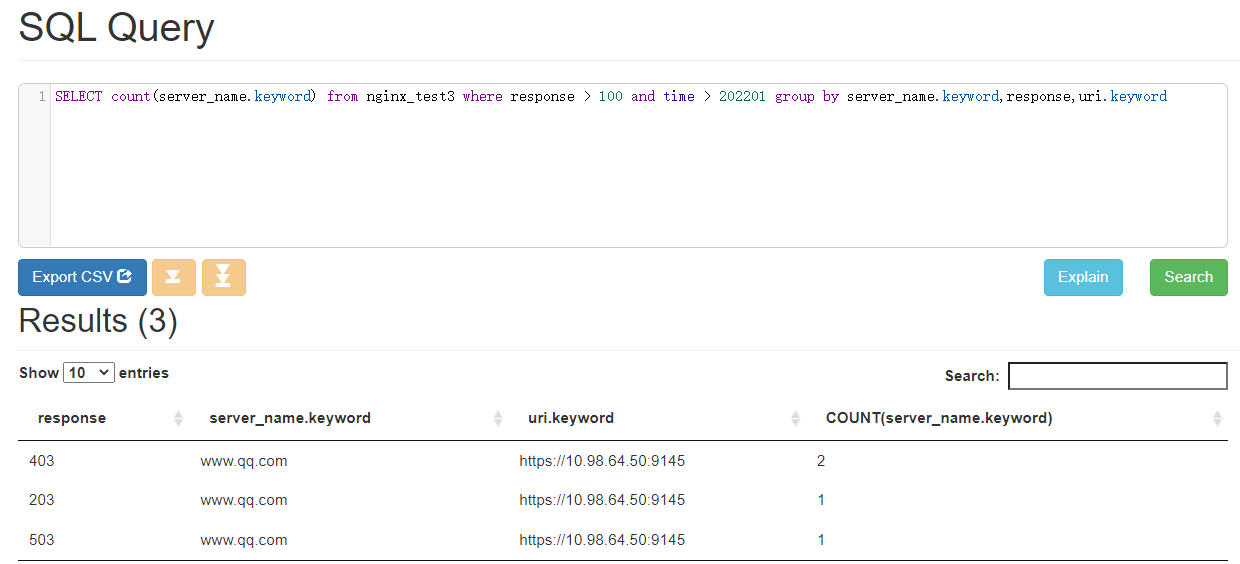 SQL Query
1 SELECT count(server_name.keyword) from nginx_test3 where response > 100 and time > 202201 group by server_name.keyword,response,uri.keyword
Export CSV Explain Search
Results (3)
Show 10 entries Search:
response server_name.keyword uri.keyword COUNT(server_name.keyword)
403 www.qq.com https://10.98.64.50:9145 2
203 www.qq.com https://10.98.64.50:9145 1
503 www.qq.com https://10.98.64.50:9145 1